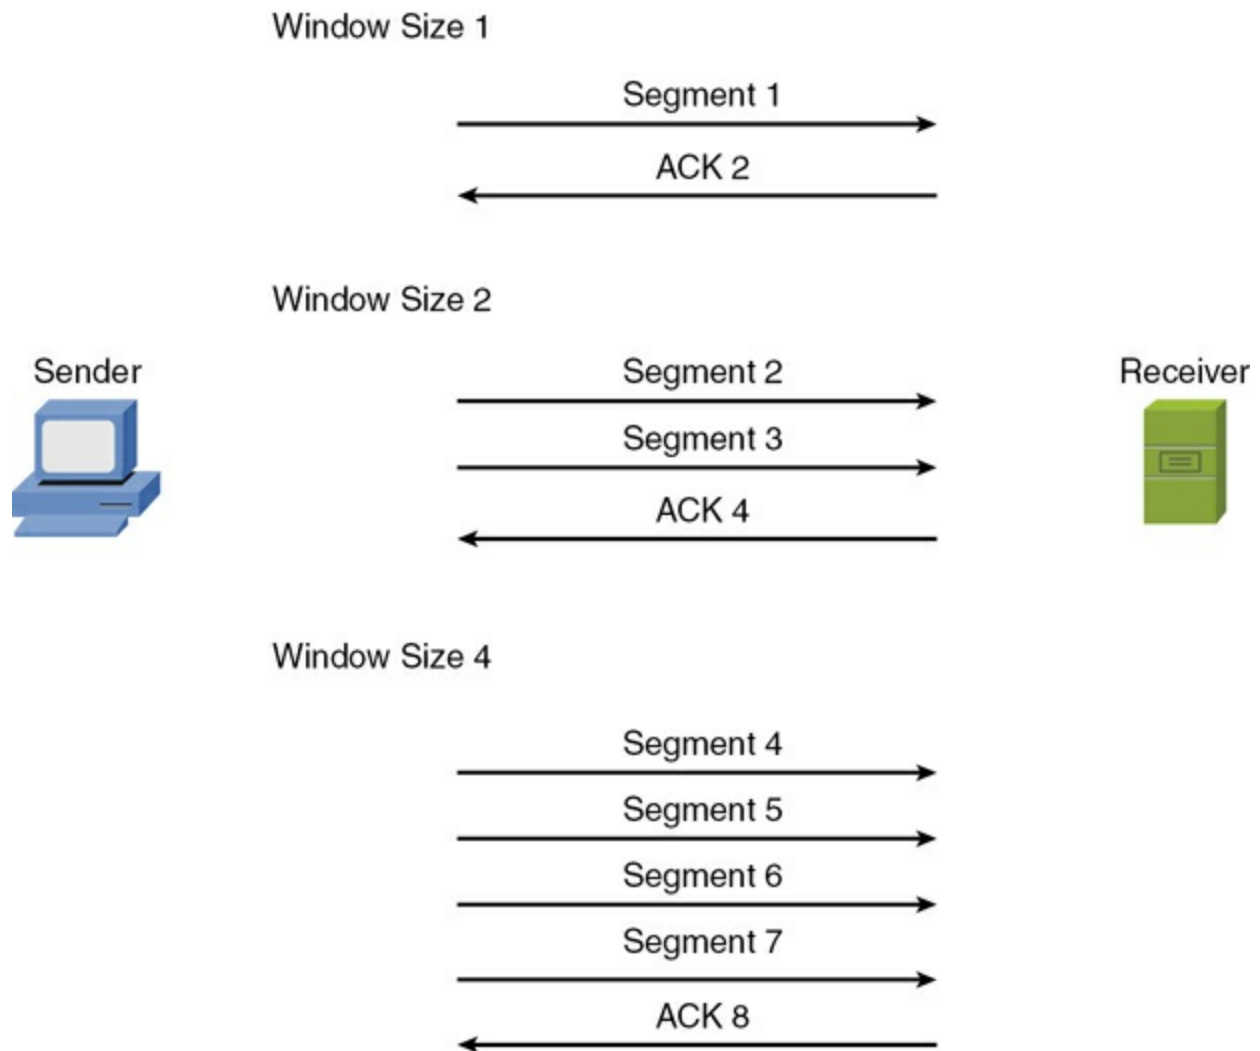 Window Size 1
Segment 1
ACK 2
Window Size 2
Sender
Receiver
Segment 2
Segment 3
ACK 4
Window Size 4
Segment 4
Segment 5
Segment 6
Segment 7
ACK 8